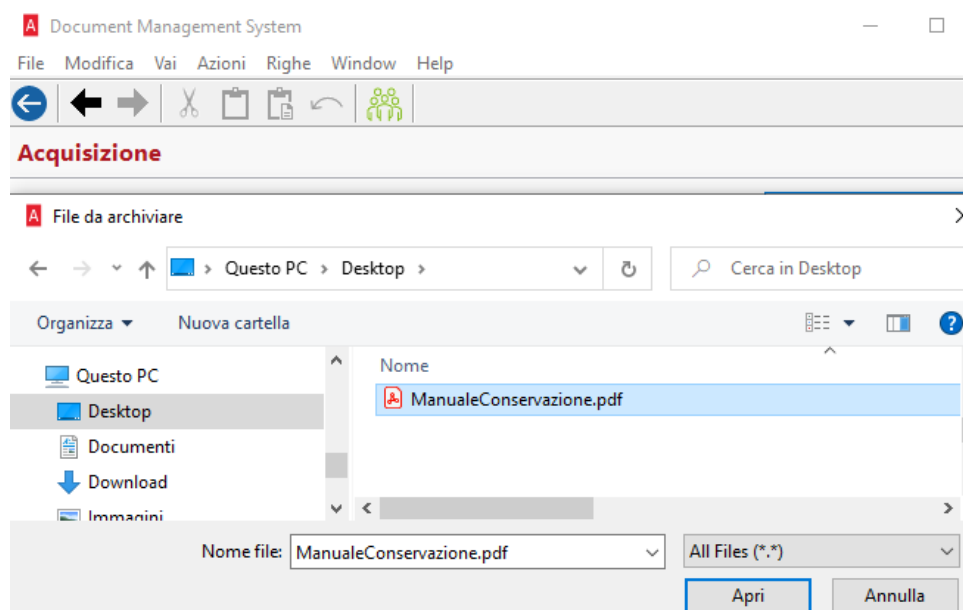 A Document Management System
File Modifica Vai Azioni Righe Window Help
Acquisizione
A File da archiviare
Questo PC > Desktop >
Cerca in Desktop
Organizza
Nuova cartella
?
Questo PC
Desktop
Documenti
Download
Immagini
Nome
ManualeConservazione.pdf
Nome file: ManualeConservazione.pdf
All Files (*.*)
Apri
Annulla